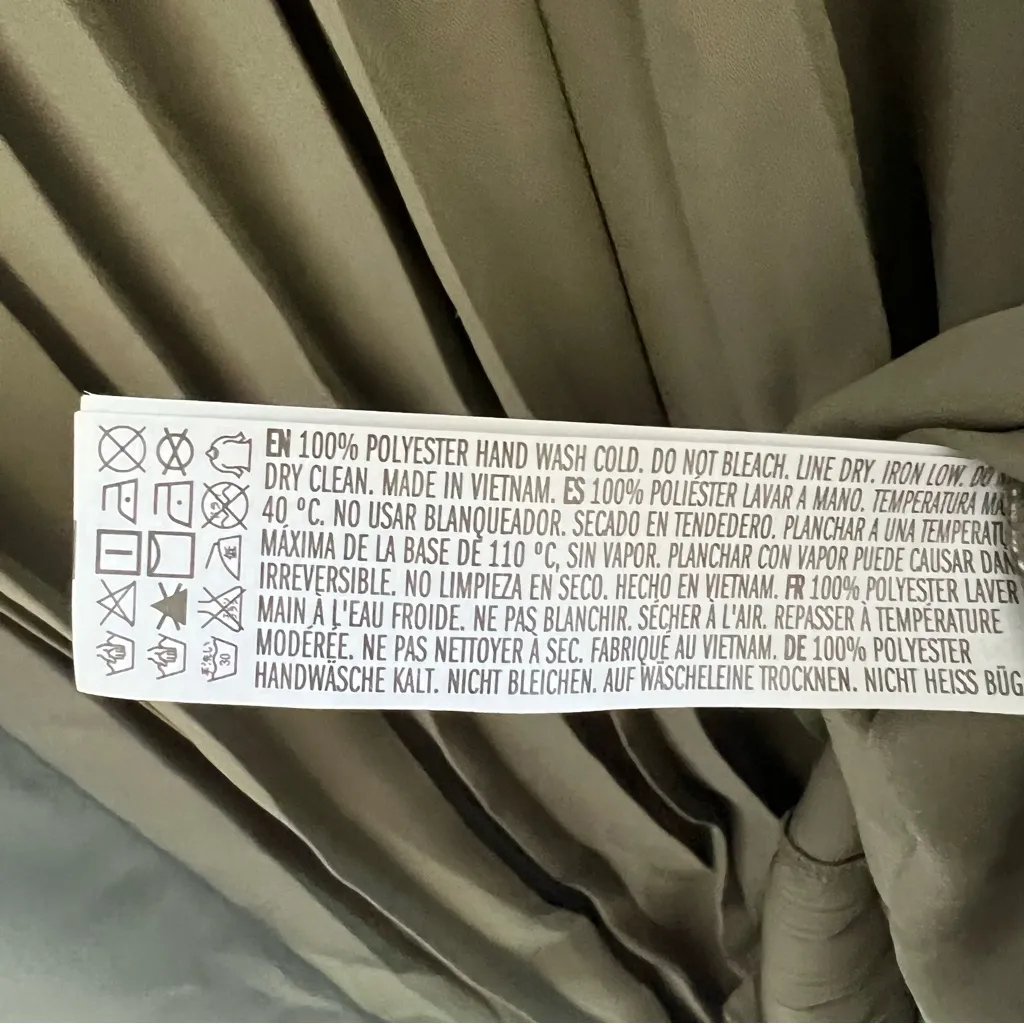 EN 100% POLYESTER HAND WASH COLD. DO NOT BLEACH. LINE DRY. IRON LOW. DO
DRY CLEAN. MADE IN VIETNAM. ES 100% POLIÉSTER LAVAR A MANO. TEMPERATURA
40 ºC. NO USAR BLANQUEADOR. SECADO EN TENDEDERO. PLANCHAR A UNA
MÁXIMA DE LA BASE DE 110 ºC, SIN VAPOR. PLANCHAR CON VAPOR PUEDE CAUSAR
IRREVERSIBLE. NO LIMPIEZA EN SECO. HECHO EN VIETNAM. FR 100% POLYESTER LAVER
MAIN À L'EAU FROIDE. NE PAS BLANCHIR. SÉCHER À L'AIR. REPASSER À TEMPÉRATURE
MODÉRÉE. NE PAS NETTOYER À SEC. FABRIQUÉ AU VIETNAM. DE 100% POLYESTER
HANDWÄSCHE KALT. NICHT BLEICHEN. AUF WÄSCHELEINE TROCKNEN. NICHT HEISS
30